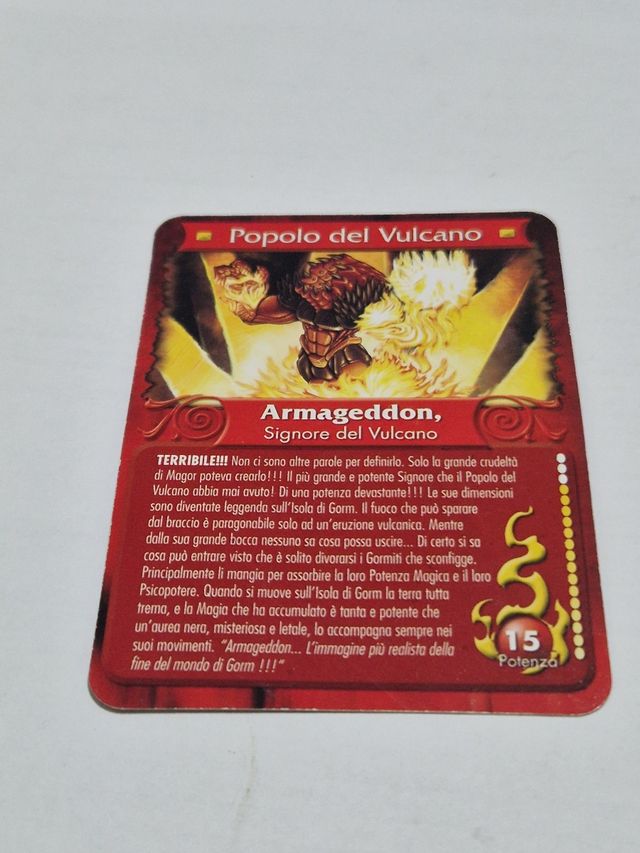 Popolo del Vulcano
Armageddon,
Signore del Vulcano
TERRIBILE!!! Non ci sono altre parole per definirlo. Solo la grande crudeltà
di Magor poteva crearlo!!! Il più grande e potente Signore che il Popolo del
Vulcano abbia mai avuto! Di una potenza devastante!!! Le sue dimensioni
sono diventate leggenda sull'Isola di Gorm. Il fuoco che può sparare
dal braccio è paragonabile solo ad un'eruzione vulcanica. Mentre
dalla sua grande bocca nessuno sa cosa possa uscire... Di certo si sa
cosa può entrare visto che è solito divorarsi i Gormiti che sconfigge.
Principalmente li mangia per assorbire la loro Potenza Magica e il loro
Psicopotere. Quando si muove sull'Isola di Gorm la terra tutta
trema, e la Magia che ha accumulato è tanta e potente che
un'aurea nera, misteriosa e letale, lo accompagna sempre nei
suoi movimenti. "Armageddon... L'immagine più realista della
fine del mondo di Gorm !!!"
15
Potenza